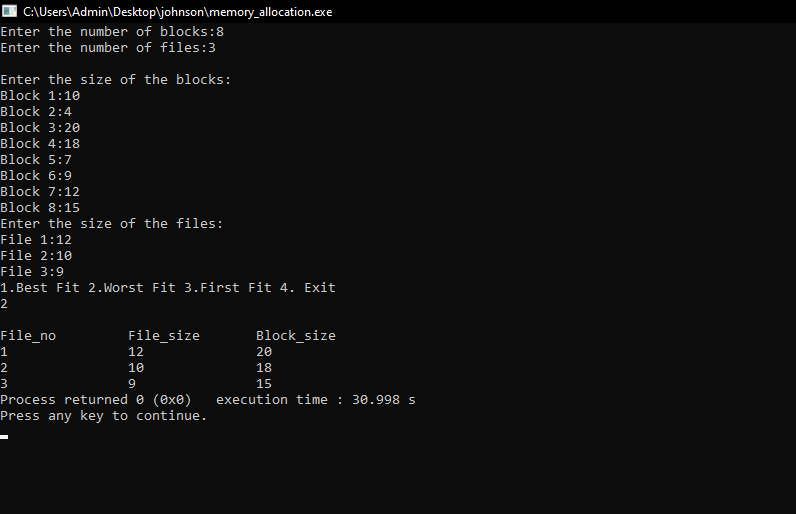 C:\Users\Admin\Desktop\johnson\memory_allocation.exe
Enter the number of blocks:8
Enter the number of files:3
Enter the size of the blocks:
Block 1:10
Block 2:4
Block 3:20
Block 4:18
Block 5:7
Block 6:9
Block 7:12
Block 8:15
Enter the size of the files:
File 1:12
File 2:10
File 3:9
1.Best Fit 2.Worst Fit 3.First Fit 4. Exit
2
File_no File_size Block_size
1 12 20
2 10 18
3 9 15
Process returned 0 (0x0) execution time : 30.998 s
Press any key to continue.